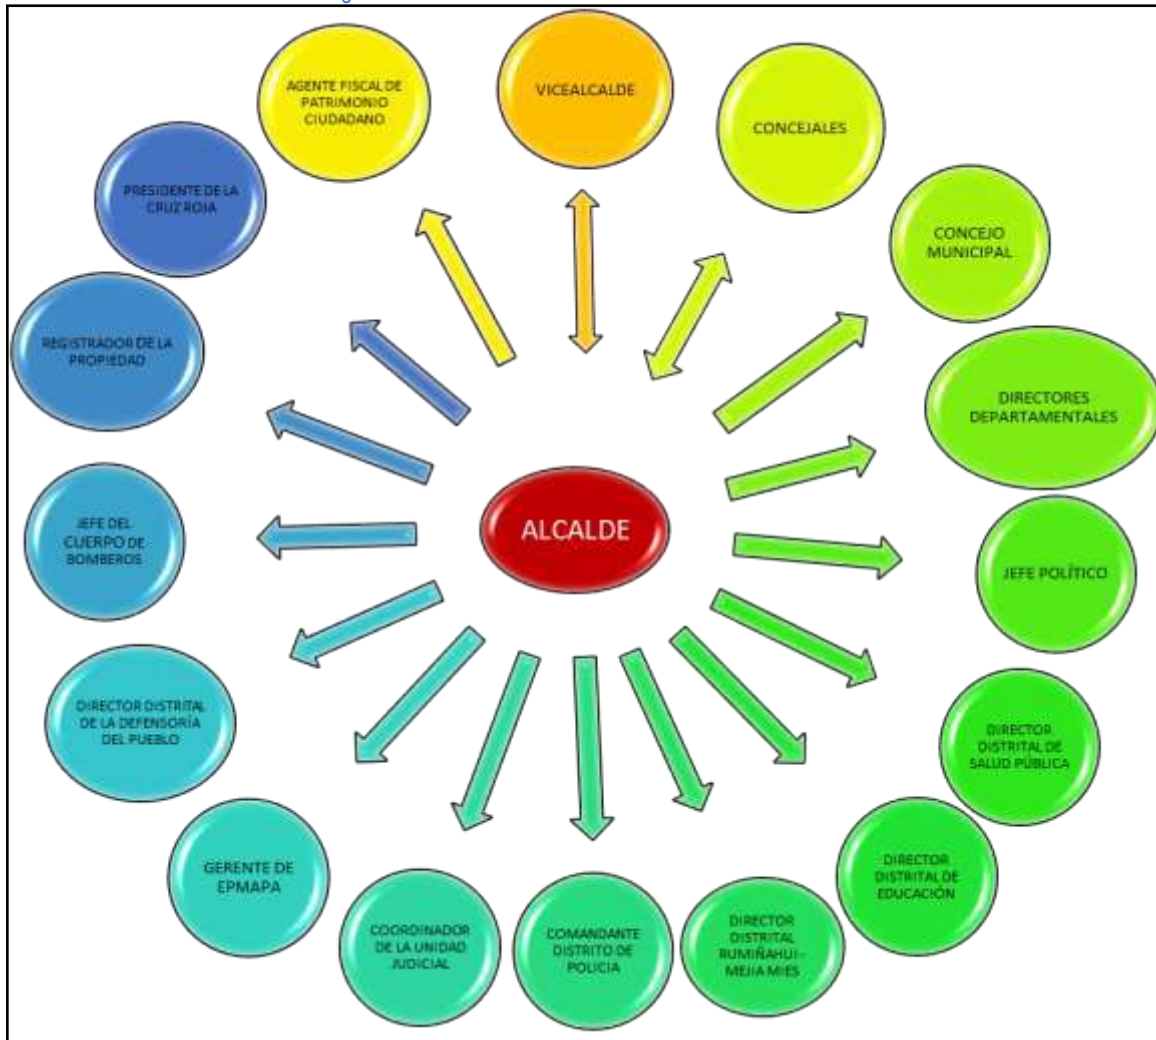 VICEALCALDE
CONCEJALES
CONCEJO
MUNICIPAL
DIRECTORES
DEPARTAMENTALES
JEFE POLÍTICO
DIRECTOR
DISTRITAL DE
SALUD PÚBLICA
DIRECTOR
DISTRITAL DE
EDUCACIÓN
DIRECTOR
DISTRITAL
RUMIÑAHUI-
MEJIA MIES
COMANDANTE
DISTRITO DE
POLICIA
COORDINADOR
DE LA UNIDAD
JUDICIAL
GERENTE DE
EPMAPA
DIRECTOR DISTRITAL
DE LA DEFENSORÍA
DEL PUEBLO
JEFE DEL
CUERPO DE
BOMBEROS
REGISTRADOR DE LA
PROPIEDAD
PRESIDENTE DE LA
CRUZ ROJA
AGENTE FISCAL DE
PATRIMONIO
CIUDADANO
ALCALDE